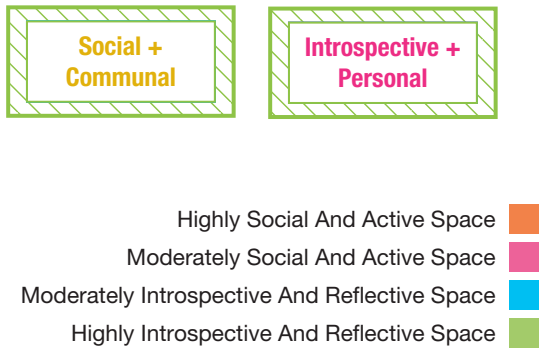 Social +
Communal
Introspective +
Personal
Highly Social And Active Space
Moderately Social And Active Space
Moderately Introspective And Reflective Space
Highly Introspective And Reflective Space